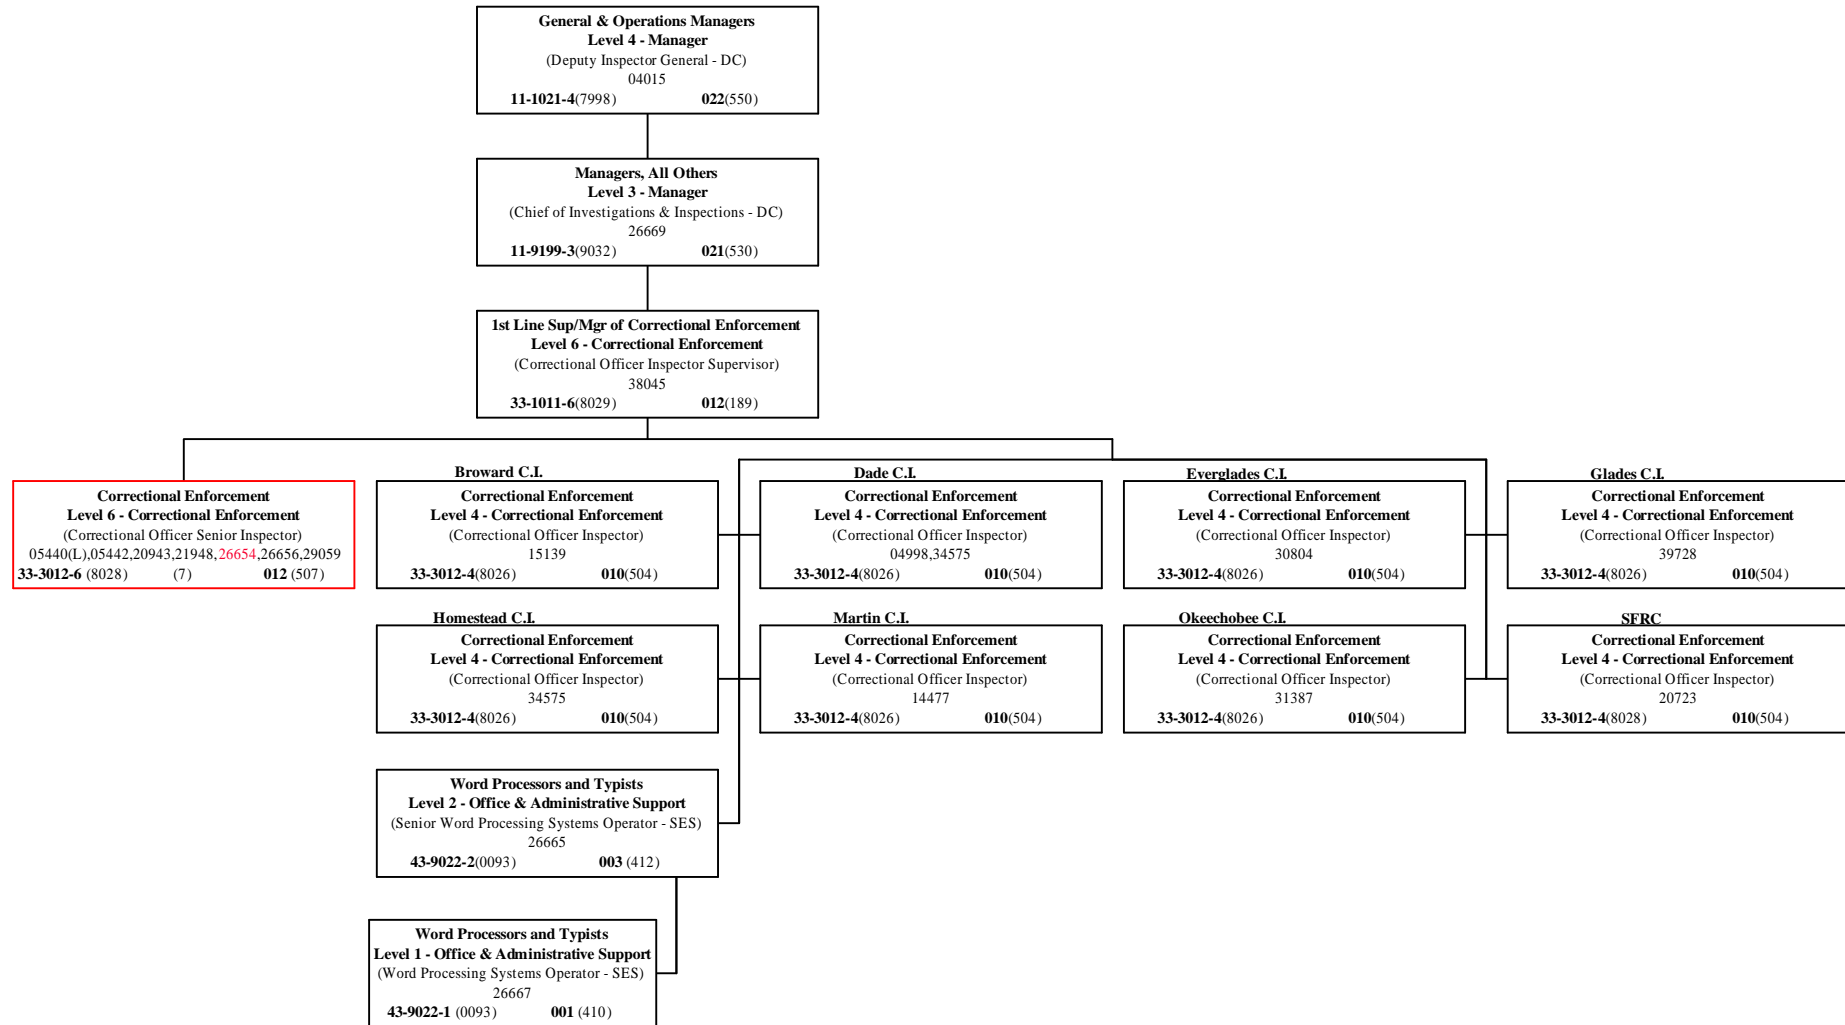 General & Operations Managers
Level 4 - Manager
(Deputy Inspector General - DC)
04015
11-1021-4(7998) 022(550)
Managers, All Others
Level 3 - Manager
(Chief of Investigations & Inspections - DC)
26669
11-9199-3(9032) 021(530)
1st Line Sup/Mgr of Correctional Enforcement
Level 6 - Correctional Enforcement
(Correctional Officer Inspector Supervisor)
38045
33-1011-6(8029) 012(189)
Correctional Enforcement
Level 6 - Correctional Enforcement
(Correctional Officer Senior Inspector)
05440(L),05442,20943,21948,26654,26656,29059
33-3012-6 (8028) (7) 012 (507)
Broward C.I.
Correctional Enforcement
Level 4 - Correctional Enforcement
(Correctional Officer Inspector)
15139
33-3012-4(8026) 010(504)
Dade C.I.
Correctional Enforcement
Level 4 - Correctional Enforcement
(Correctional Officer Inspector)
04998,34575
33-3012-4(8026) 010(504)
Everglades C.I.
Correctional Enforcement
Level 4 - Correctional Enforcement
(Correctional Officer Inspector)
30804
33-3012-4(8026) 010(504)
Glades C.I.
Correctional Enforcement
Level 4 - Correctional Enforcement
(Correctional Officer Inspector)
39728
33-3012-4(8026) 010(504)
Homestead C.I.
Correctional Enforcement
Level 4 - Correctional Enforcement
(Correctional Officer Inspector)
34575
33-3012-4(8026) 010(504)
Martin C.I.
Correctional Enforcement
Level 4 - Correctional Enforcement
(Correctional Officer Inspector)
14477
33-3012-4(8026) 010(504)
Okeechobee C.I.
Correctional Enforcement
Level 4 - Correctional Enforcement
(Correctional Officer Inspector)
31387
33-3012-4(8026) 010(504)
SFRC
Correctional Enforcement
Level 4 - Correctional Enforcement
(Correctional Officer Inspector)
20723
33-3012-4(8028) 010(504)
Word Processors and Typists
Level 2 - Office & Administrative Support
(Senior Word Processing Systems Operator - SES)
26665
43-9022-2(0093) 003 (412)
Word Processors and Typists
Level 1 - Office & Administrative Support
(Word Processing Systems Operator - SES)
26667
43-9022-1 (0093) 001 (410)